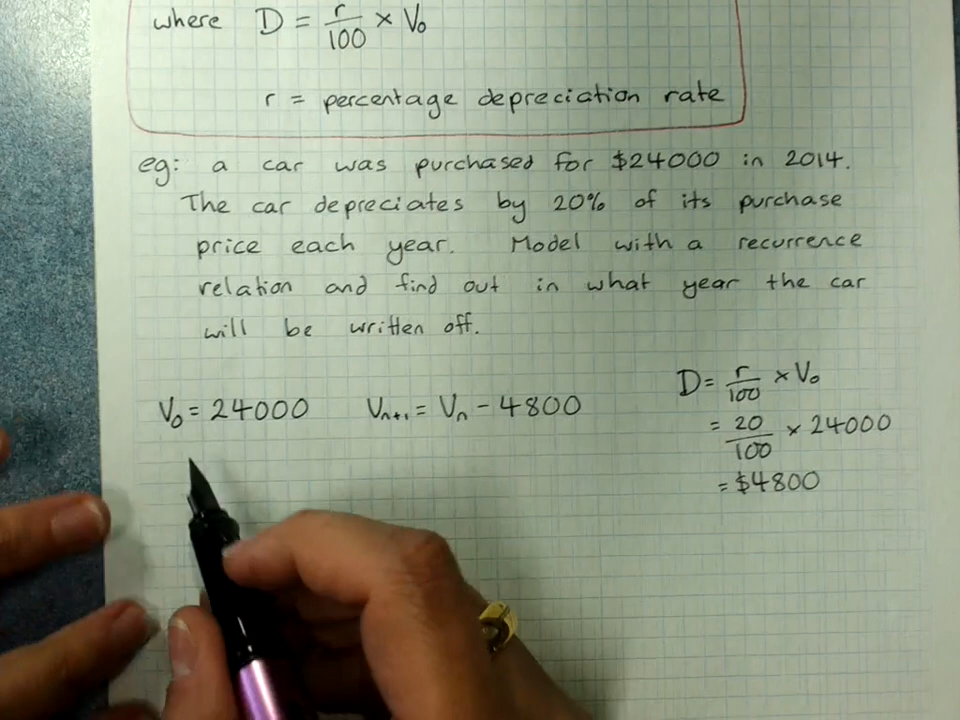 where D = r/100 × V₀
r = percentage depreciation rate
eg: a car was purchased for $24000 in 2014.
The car depreciates by 20% of its purchase
price each year. Model with a recurrence
relation and find out in what year the car
will be written off.
V₀ = 24000 Vₙ₊₁ = Vₙ − 4800
D = r/100 × V₀
= 20/100 × 24000
= $4800